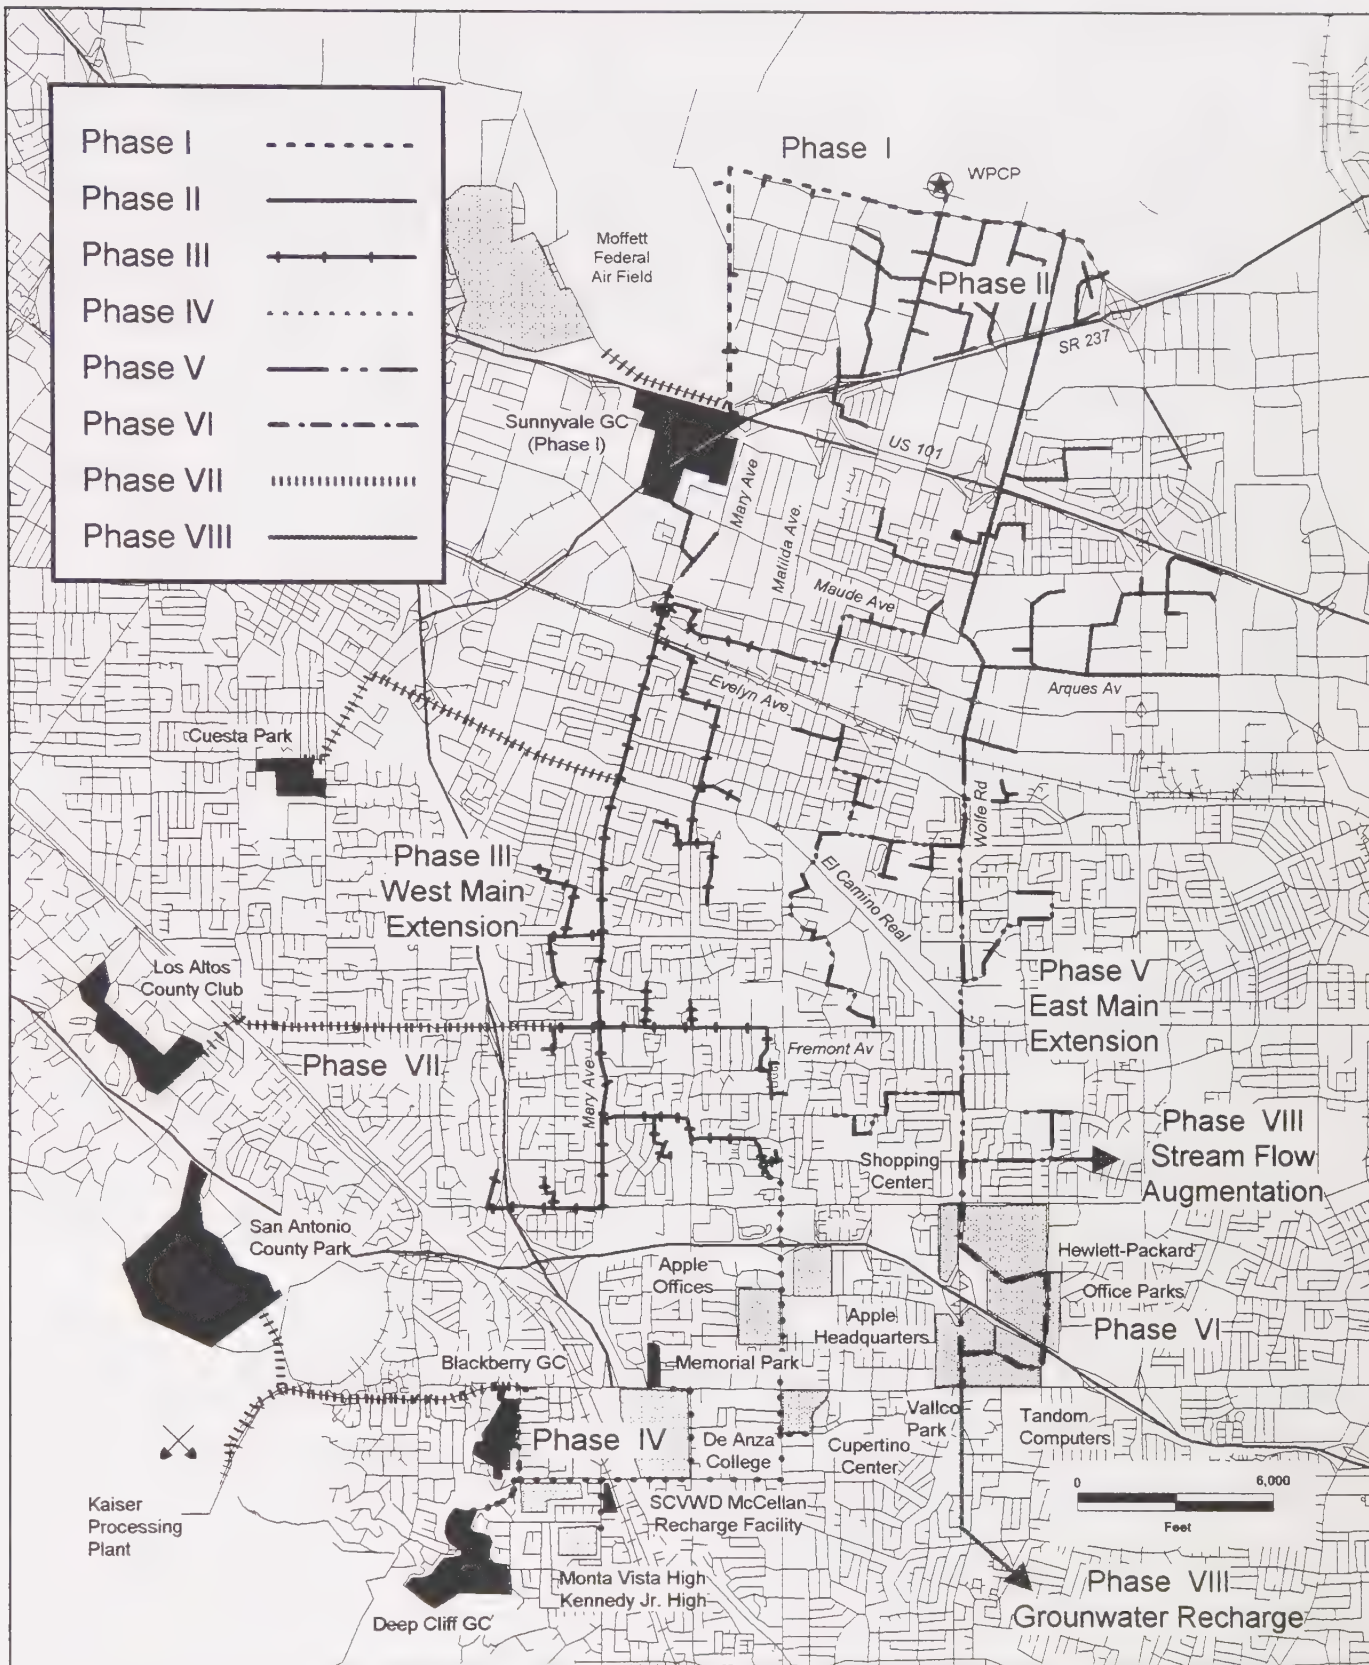 Phase I
Phase II
Phase III
Phase IV
Phase V
Phase VI
Phase VII
Phase VIII
Phase I
WPCP
Moffett
Federal
Air Field
Phase II
SR 237
Sunnyvale GC
(Phase I)
US 101
Mary Ave
Matilda Ave.
Maude Ave
Evelyn Ave
Arques Av
Cuesta Park
Wolfe Rd
Phase III
West Main
Extension
El Camino Real
Los Altos
County Club
Phase V
East Main
Extension
Phase VII
Mary Ave
Fremont Av
Shopping
Center
Phase VIII
Stream Flow
Augmentation
San Antonio
County Park
Hewlett-Packard
Apple
Offices
Office Parks
Apple
Headquarters
Phase VI
Blackberry GC
Memorial Park
Vallco
Park
Tandom
Computers
Phase IV
De Anza
College
Cupertino
Center
0 6,000
Feet
Kaiser
Processing
Plant
SCVWD McCellan
Recharge Facility
Monta Vista High
Kennedy Jr. High
Deep Cliff GC
Phase VIII
Grounwater Recharge